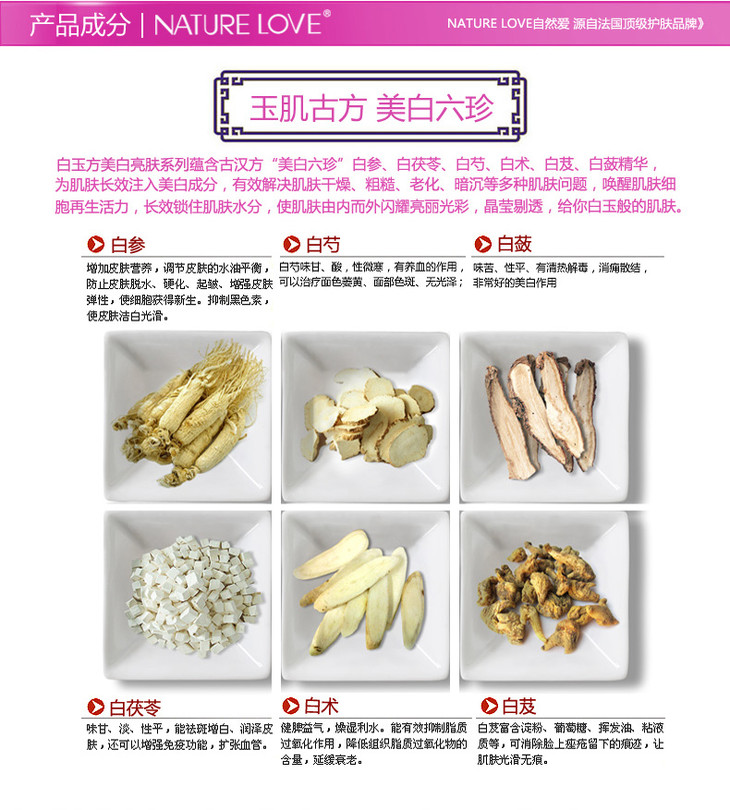 产品成分 | NATURE LOVE®
NATURE LOVE自然爱 源自法国顶级护肤品牌》
玉肌古方 美白六珍
白玉方美白亮肤系列蕴含古汉方“美白六珍”白参、白茯苓、白芍、白术、白芨、白蔹精华，
为肌肤长效注入美白成分，有效解决肌肤干燥、粗糙、老化、暗沉等多种肌肤问题，唤醒肌肤细
胞再生活力，长效锁住肌肤水分，使肌肤由内而外闪耀亮丽光彩，晶莹剔透，给你白玉般的肌肤。
白参
增加皮肤营养，调节皮肤的水油平衡，
防止皮肤脱水、硬化、起皱、增强皮肤
弹性，使细胞获得新生。抑制黑色素，
使皮肤洁白光滑。
白芍
白芍味甘、酸，性微寒，有养血的作用，
可以治疗面色萎黄、面部色斑、无光泽；
白蔹
味苦、性平、有清热解毒，消痈散结，
非常好的美白作用
白茯苓
味甘、淡、性平，能祛斑增白、润泽皮
肤，还可以增强免疫功能，扩张血管。
白术
健脾益气，燥湿利水。能有效抑制脂质
过氧化作用，降低组织脂质过氧化物的
含量，延缓衰老。
白芨
白芨富含淀粉、葡萄糖、挥发油、粘液
质等，可消除脸上痤疮留下的痕迹，让
肌肤光滑无痕。